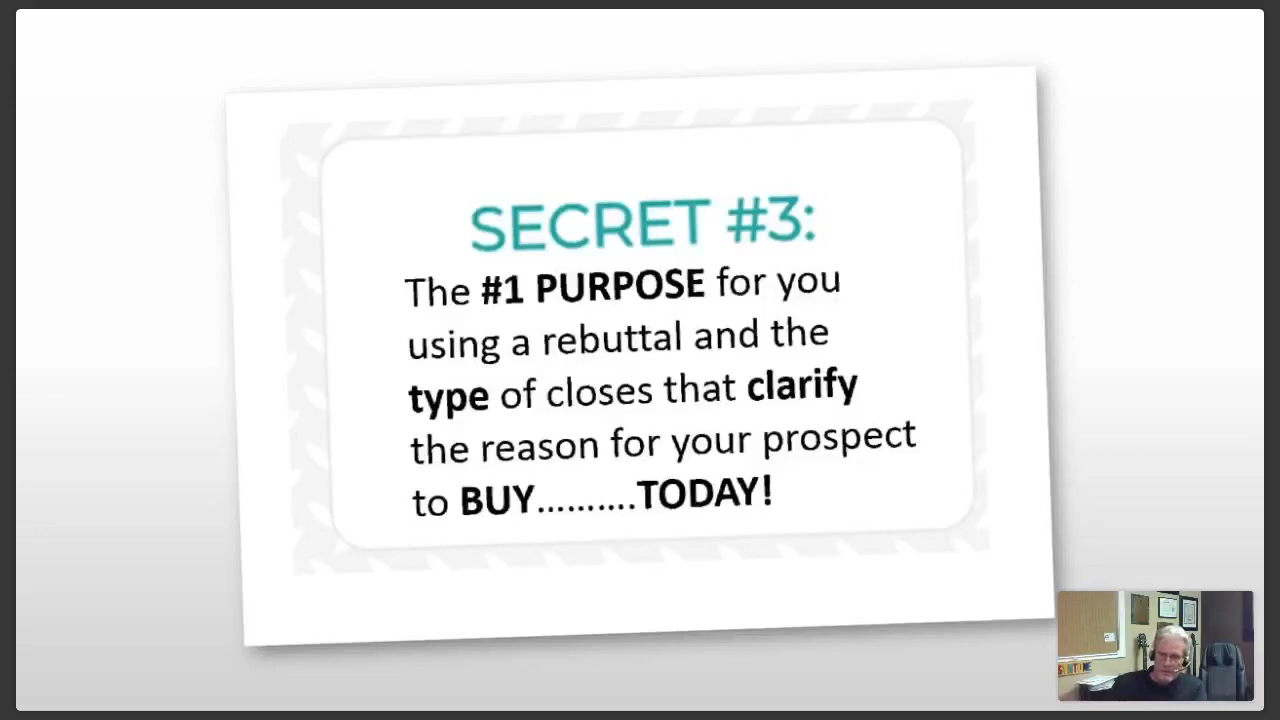 SECRET #3:
The #1 PURPOSE for you
using a rebuttal and the
type of closes that clarify
the reason for your prospect
to BUY..........TODAY!